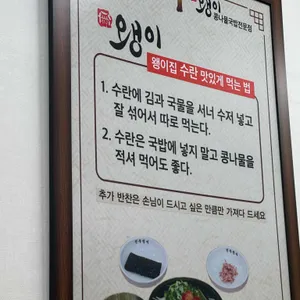 왱이
콩나물국밥전문점
왱이
왱이집 수란 맛있게 먹는 법
1. 수란에 김과 국물을 서너 수저 넣고
잘 섞어서 따로 먹는다.
2. 수란은 국밥에 넣지 말고 콩나물을
적셔 먹어도 좋다.
추가 반찬은 손님이 드시고 싶은 만큼만 가져다 드세요